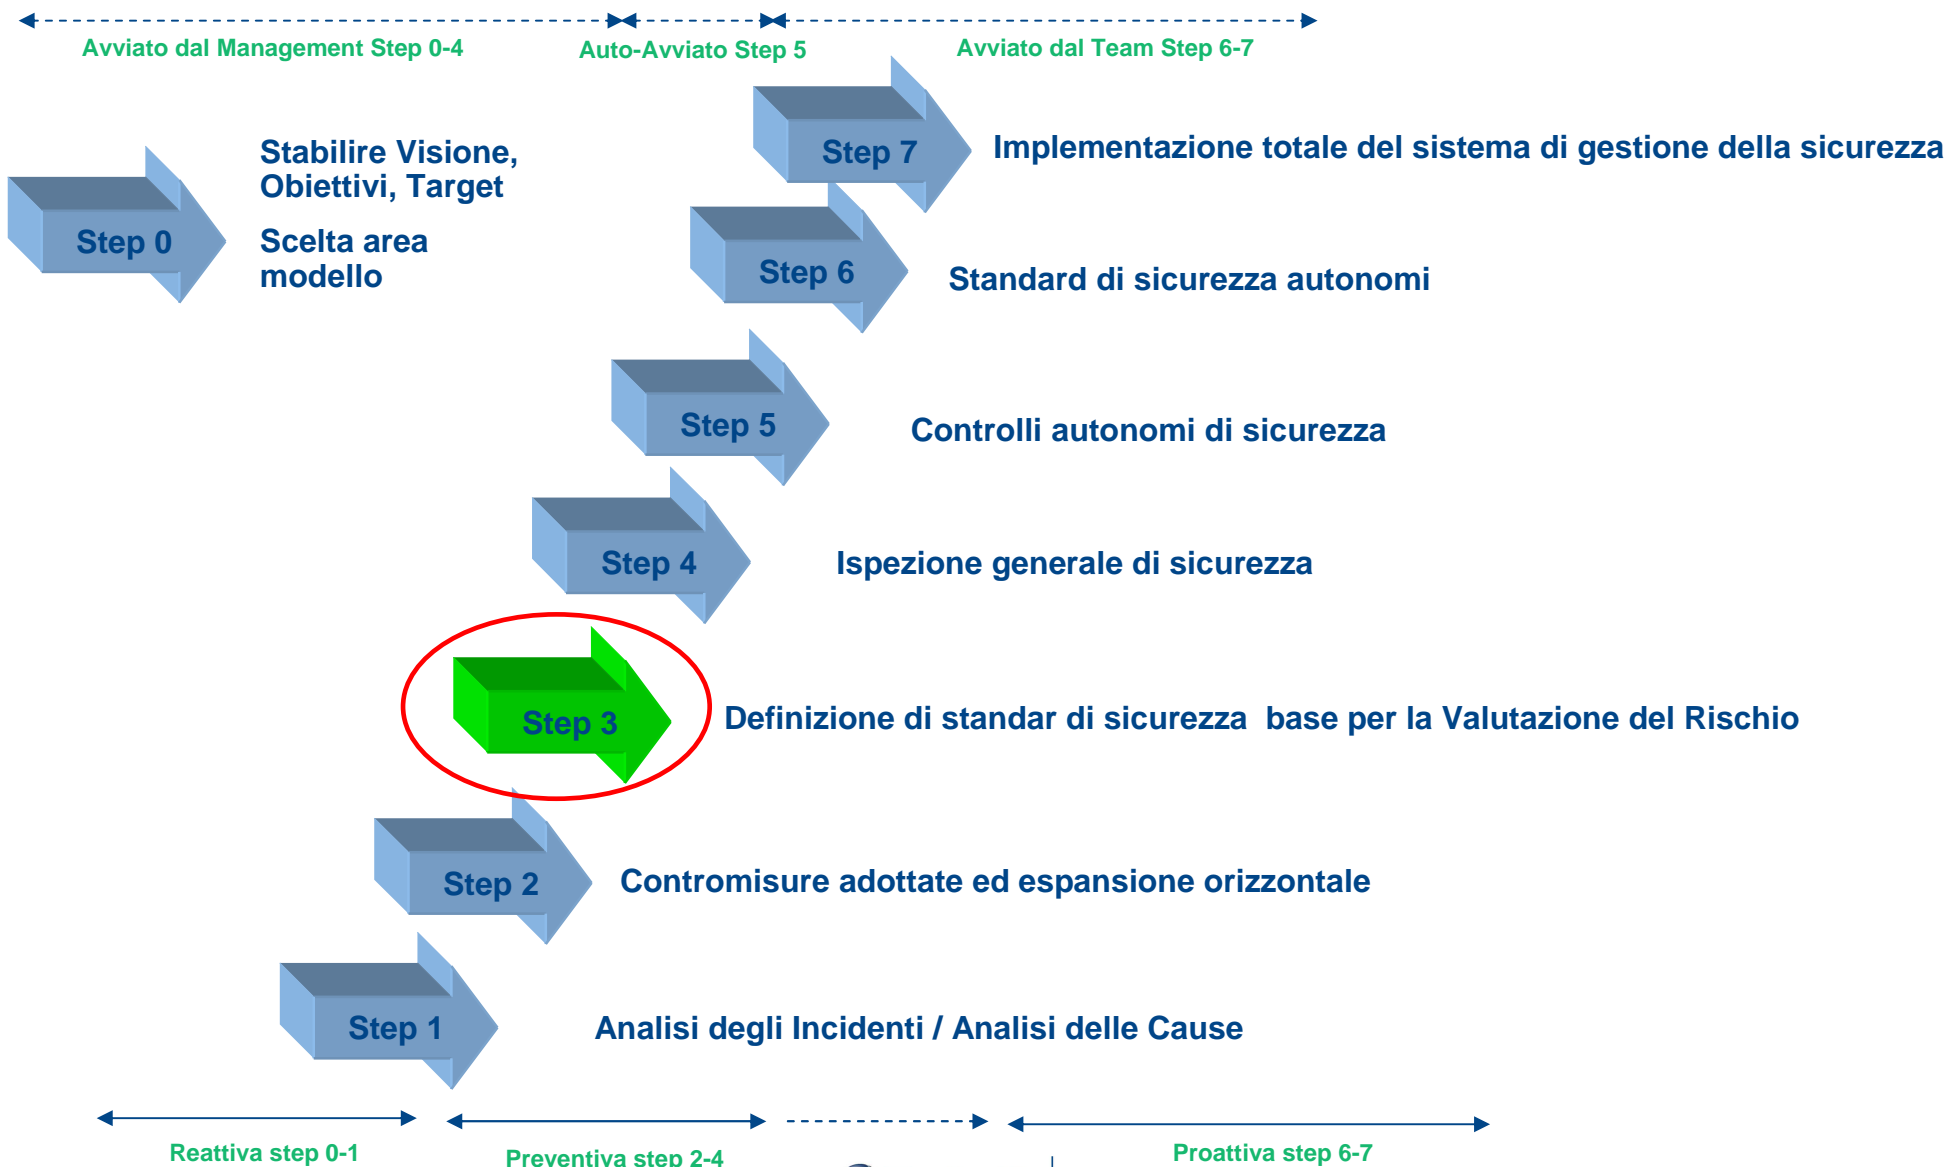 Avviato dal Management Step 0-4
Auto-Avviato Step 5
Avviato dal Team Step 6-7
Step 7
Implementazione totale del sistema di gestione della sicurezza
Step 0
Stabilire Visione,
Obiettivi, Target
Scelta area
modello
Step 6
Standard di sicurezza autonomi
Step 5
Controlli autonomi di sicurezza
Step 4
Ispezione generale di sicurezza
Step 3
Definizione di standar di sicurezza  base per la Valutazione del Rischio
Step 2
Contromisure adottate ed espansione orizzontale
Step 1
Analisi degli Incidenti / Analisi delle Cause
Reattiva step 0-1
Preventiva step 2-4
Proattiva step 6-7